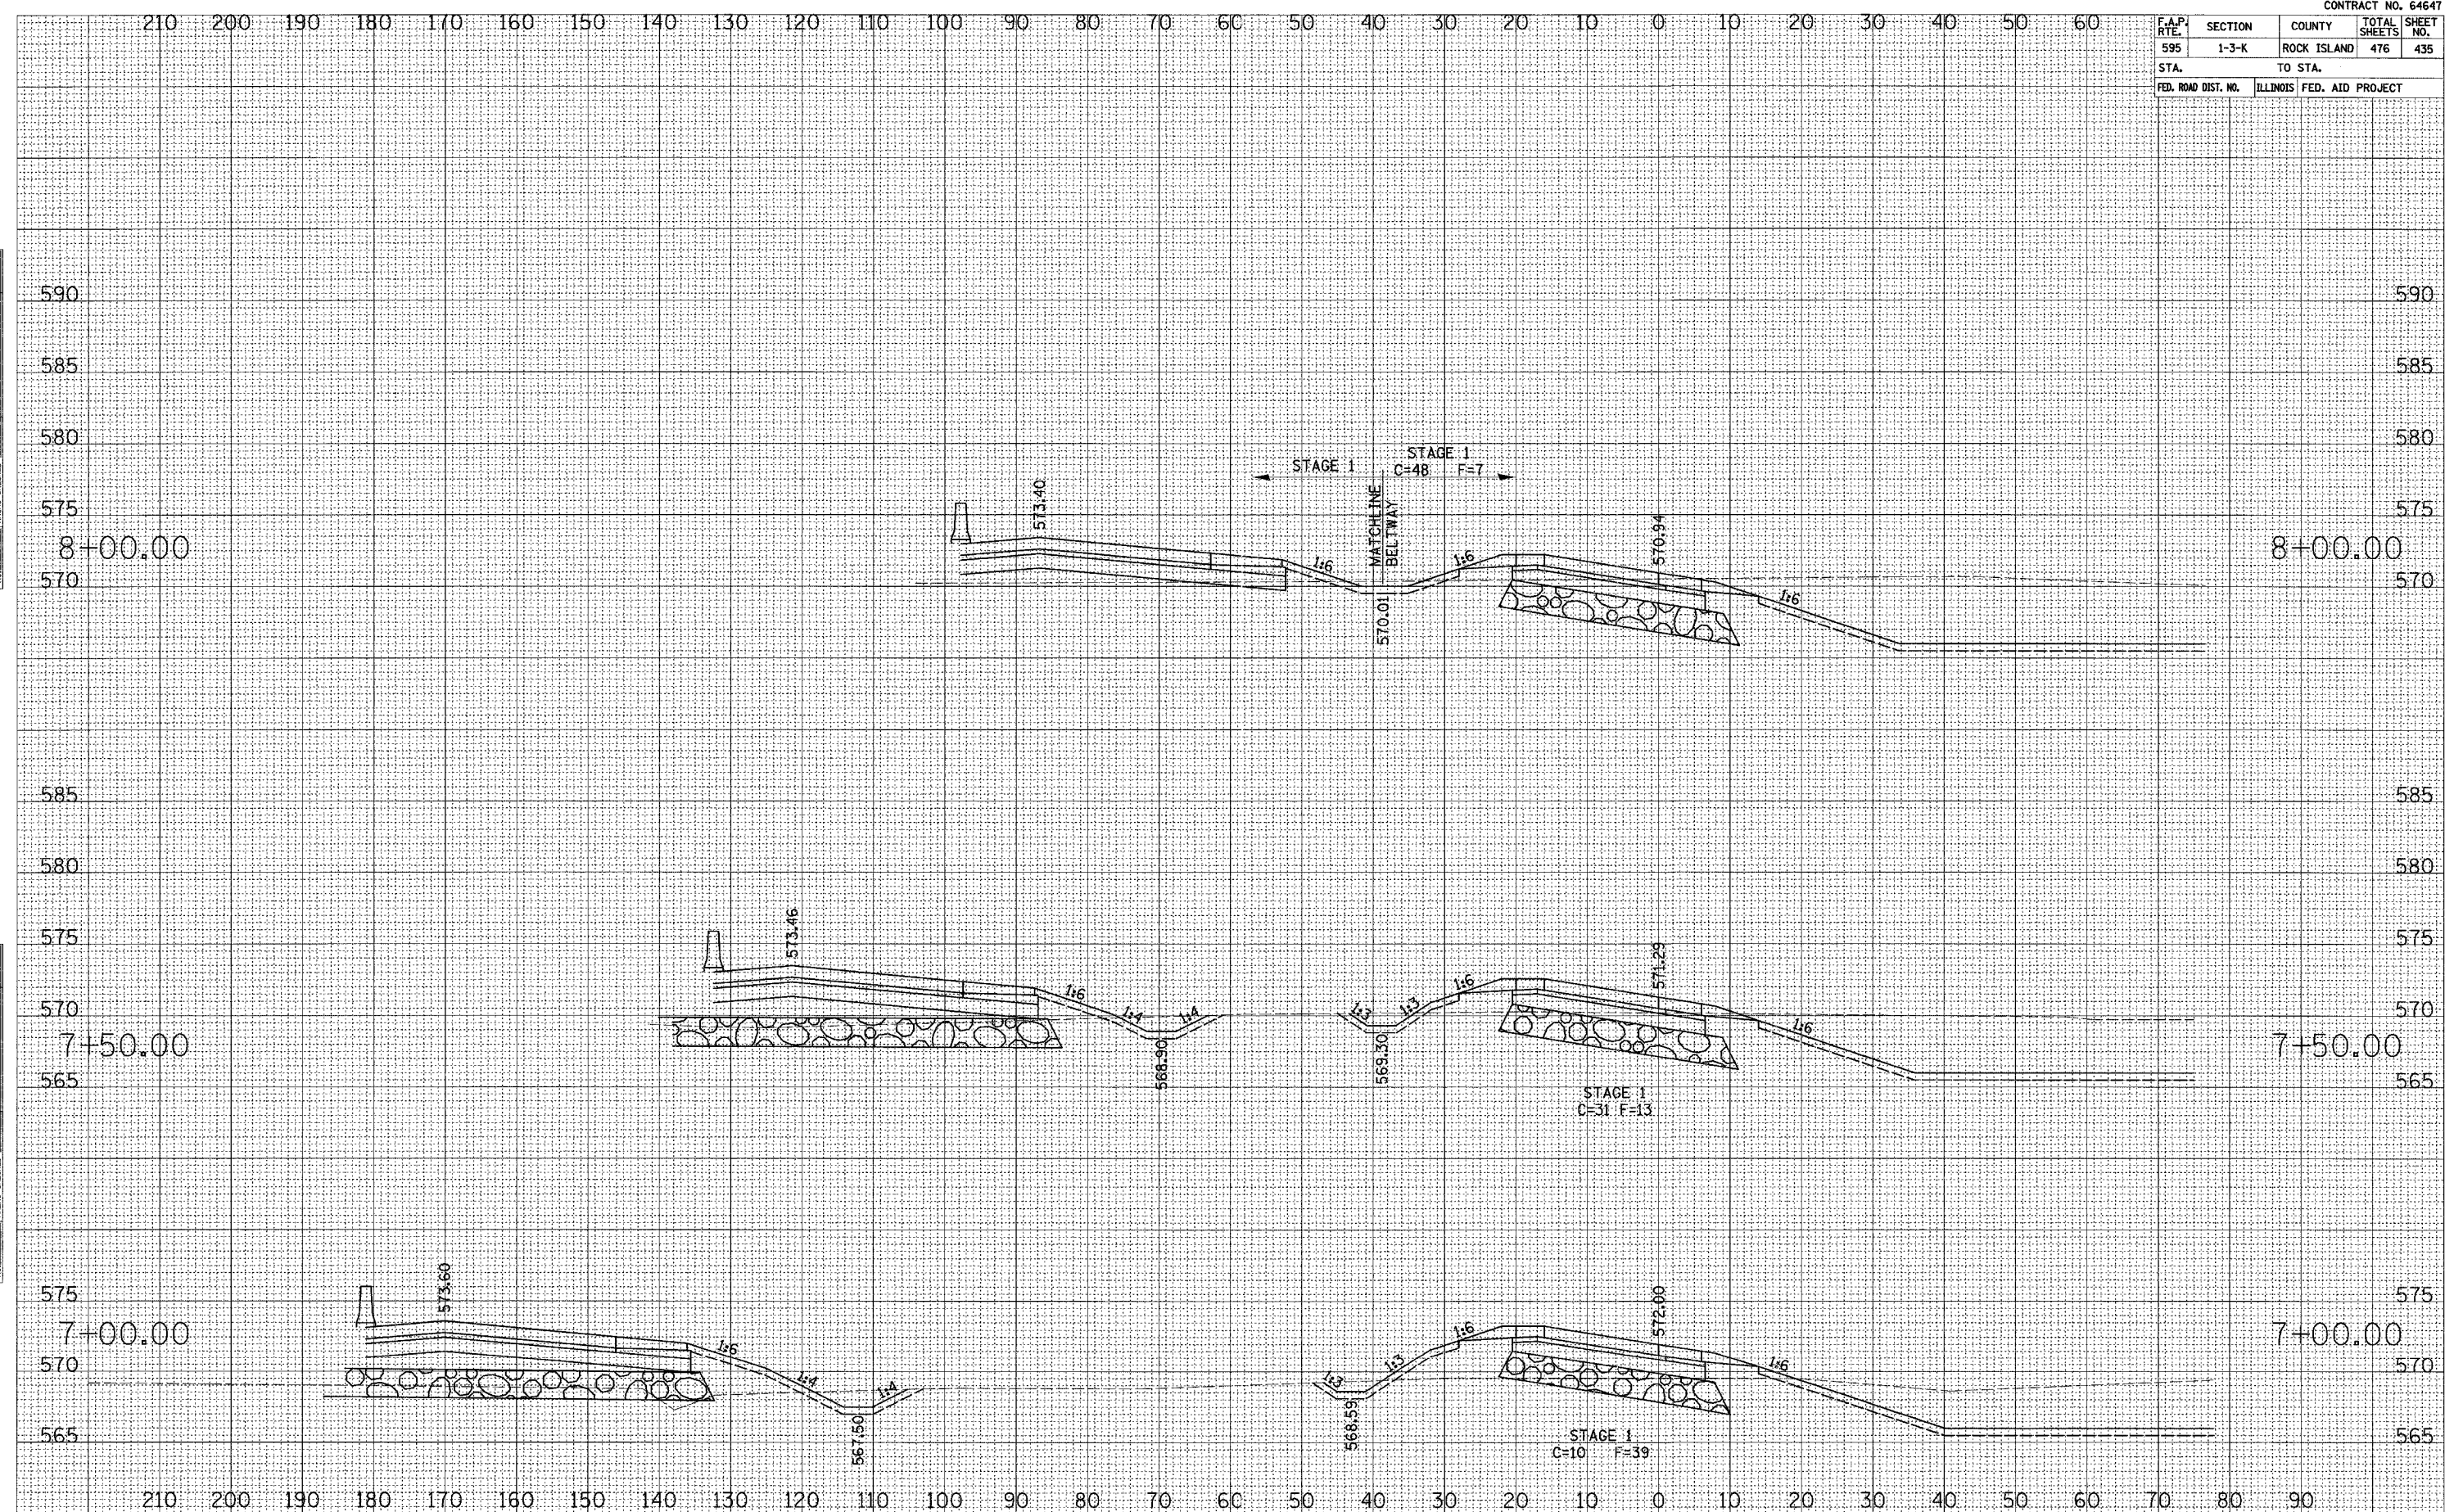 CONTRACT NO. 64647
F.A.P. RTE. SECTION COUNTY TOTAL SHEETS SHEET NO.
595 1-3-K ROCK ISLAND 476 435
STA. TO STA.
FED. ROAD DIST. NO. ILLINOIS FED. AID PROJECT
210 200 190 180 170 160 150 140 130 120 110 100 90 80 70 60 50 40 30 20 10 0 10 20 30 40 50 60
590 590
585 585
580 580
STAGE 1 STAGE 1
C=48 F=7
575 575
573.40 MATCHLINE BELTWAY 570.94
8+00.00 8+00.00
1:6 1:6 1:6
570 570
570.01
585 585
580 580
575 575
573.46 571.29
1:6 1:4 1:4 1:3 1:3 1:6 1:6
570 570
7+50.00 7+50.00
568.90 569.30
565 565
STAGE 1
C=31 F=13
575 575
573.60 572.00
7+00.00 7+00.00
1:6 1:4 1:4 1:3 1:3 1:6 1:6
570 570
567.50 568.59
565 565
STAGE 1
C=10 F=39
210 200 190 180 170 160 150 140 130 120 110 100 90 80 70 60 50 40 30 20 10 0 10 20 30 40 50 60 70 80 90